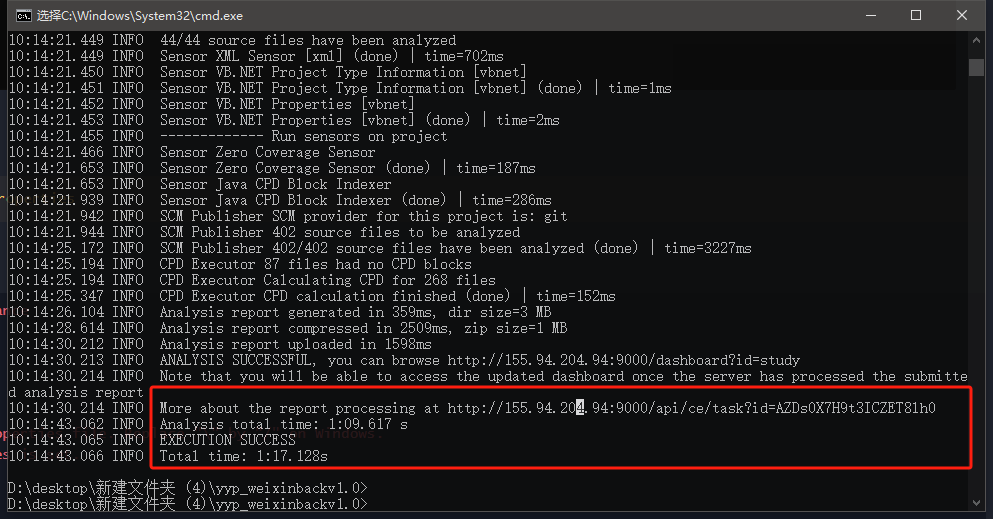 选择C:\Windows\System32\cmd.exe
10:14:21.449 INFO  44/44 source files have been analyzed
10:14:21.449 INFO  Sensor XML Sensor [xml] (done) | time=702ms
10:14:21.450 INFO  Sensor VB.NET Project Type Information [vbnet]
10:14:21.451 INFO  Sensor VB.NET Project Type Information [vbnet] (done) | time=1ms
10:14:21.452 INFO  Sensor VB.NET Properties [vbnet]
10:14:21.453 INFO  Sensor VB.NET Properties [vbnet] (done) | time=2ms
10:14:21.455 INFO  ------------- Run sensors on project
10:14:21.466 INFO  Sensor Zero Coverage Sensor
10:14:21.653 INFO  Sensor Zero Coverage Sensor (done) | time=187ms
10:14:21.653 INFO  Sensor Java CPD Block Indexer
10:14:21.939 INFO  Sensor Java CPD Block Indexer (done) | time=286ms
10:14:21.942 INFO  SCM Publisher SCM provider for this project is: git
10:14:21.944 INFO  SCM Publisher 402 source files to be analyzed
10:14:25.172 INFO  SCM Publisher 402/402 source files have been analyzed (done) | time=3227ms
10:14:25.194 INFO  CPD Executor 87 files had no CPD blocks
10:14:25.194 INFO  CPD Executor Calculating CPD for 268 files
10:14:25.347 INFO  CPD Executor CPD calculation finished (done) | time=152ms
10:14:26.104 INFO  Analysis report generated in 359ms, dir size=3 MB
10:14:28.614 INFO  Analysis report compressed in 2509ms, zip size=1 MB
10:14:30.212 INFO  Analysis report uploaded in 1598ms
10:14:30.213 INFO  ANALYSIS SUCCESSFUL, you can browse http://155.94.204.94:9000/dashboard?id=study
10:14:30.214 INFO  Note that you will be able to access the updated dashboard once the server has processed the submitte
d analysis report
10:14:30.214 INFO  More about the report processing at http://155.94.204.94:9000/api/ce/task?id=AZDsOX7H9t3ICZET81h0
10:14:43.062 INFO  Analysis total time: 1:09.617 s
10:14:43.065 INFO  EXECUTION SUCCESS
10:14:43.066 INFO  Total time: 1:17.128s
D:\desktop\新建文件夹 (4)\yyp_weixinbackv1.0>
D:\desktop\新建文件夹 (4)\yyp_weixinbackv1.0>